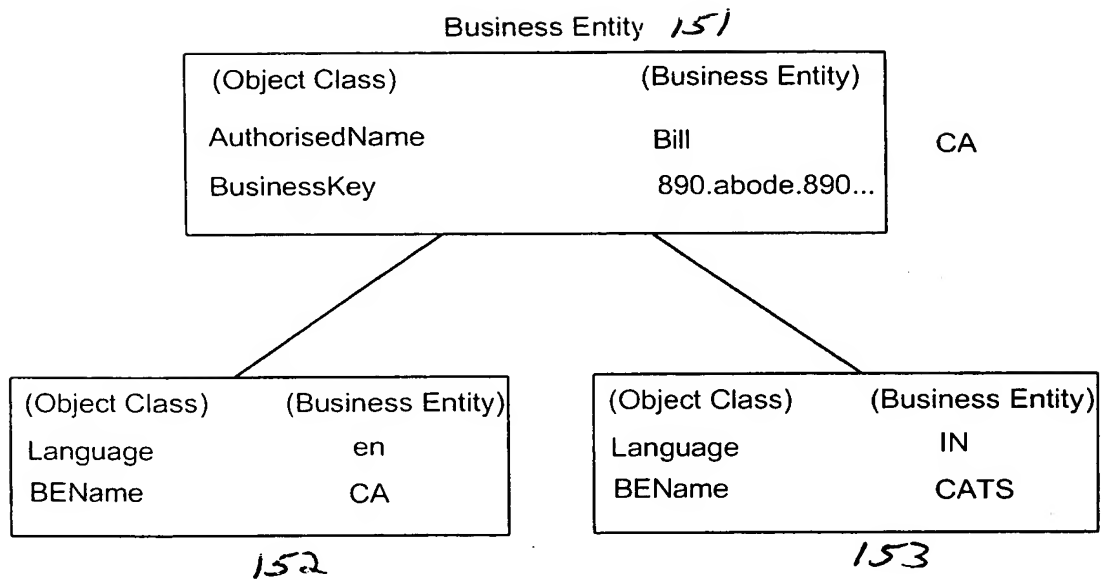 Business Entity 151
(Object Class) (Business Entity)
AuthorisedName Bill
CA
BusinessKey 890.abode.890...
(Object Class) (Business Entity)
Language en
BEName CA
152
(Object Class) (Business Entity)
Language IN
BEName CATS
153